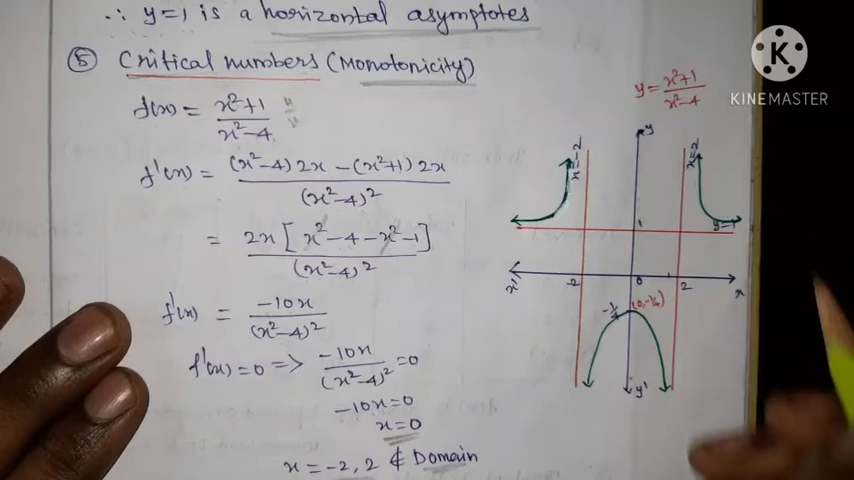 ∴ y=1 is a horizontal asymptotes
⑤ Critical numbers (Monotonicity)
f(x) = x²+1 / x²-4
f'(x) = (x²-4) 2x - (x²+1) 2x / (x²-4)²
= 2x [x²-4-x²-1] / (x²-4)²
f'(x) = -10x / (x²-4)²
f'(x)=0 => -10x / (x²-4)² =0
-10x=0
x=0
x=-2,2 ∉ Domain
y = x²+1 / x²-4
y
x=-2
x=2
1
y=1
x'
-2
0
2
x
-1/4
(0,-1/4)
y'
K
KINEMASTER